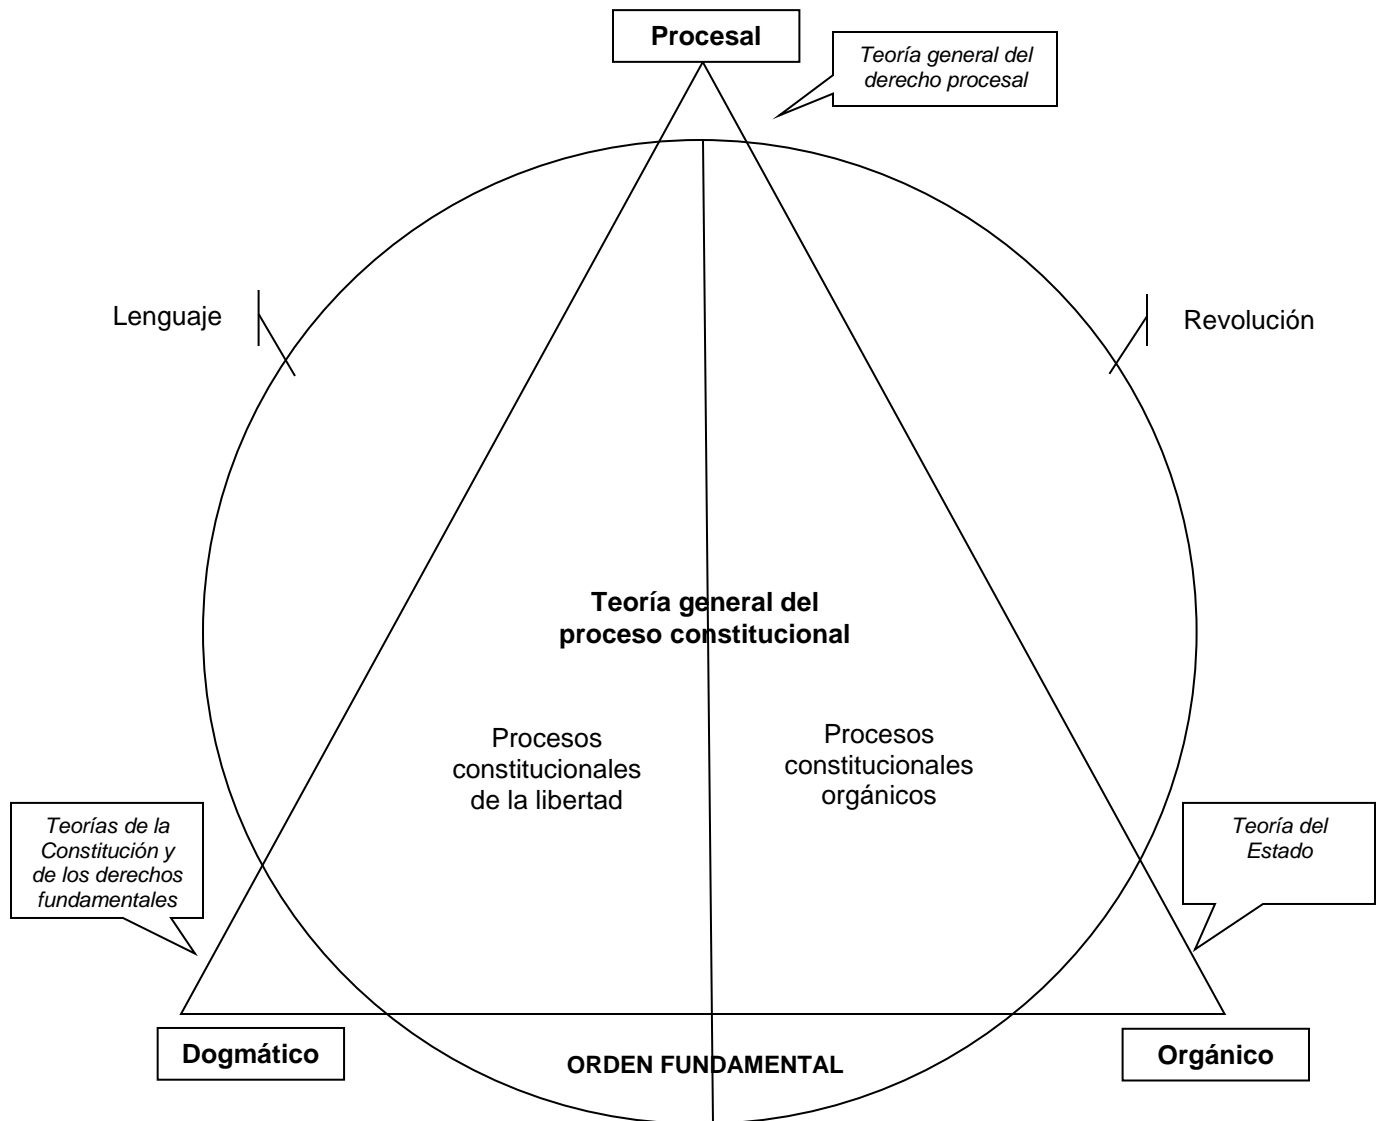 Procesal
Teoría general del
derecho procesal
Lenguaje
Revolución
Teoría general del
proceso constitucional
Procesos
constitucionales
de la libertad
Procesos
constitucionales
orgánicos
Teorías de la
Constitución y
de los derechos
fundamentales
Teoría del
Estado
Dogmático
ORDEN FUNDAMENTAL
Orgánico